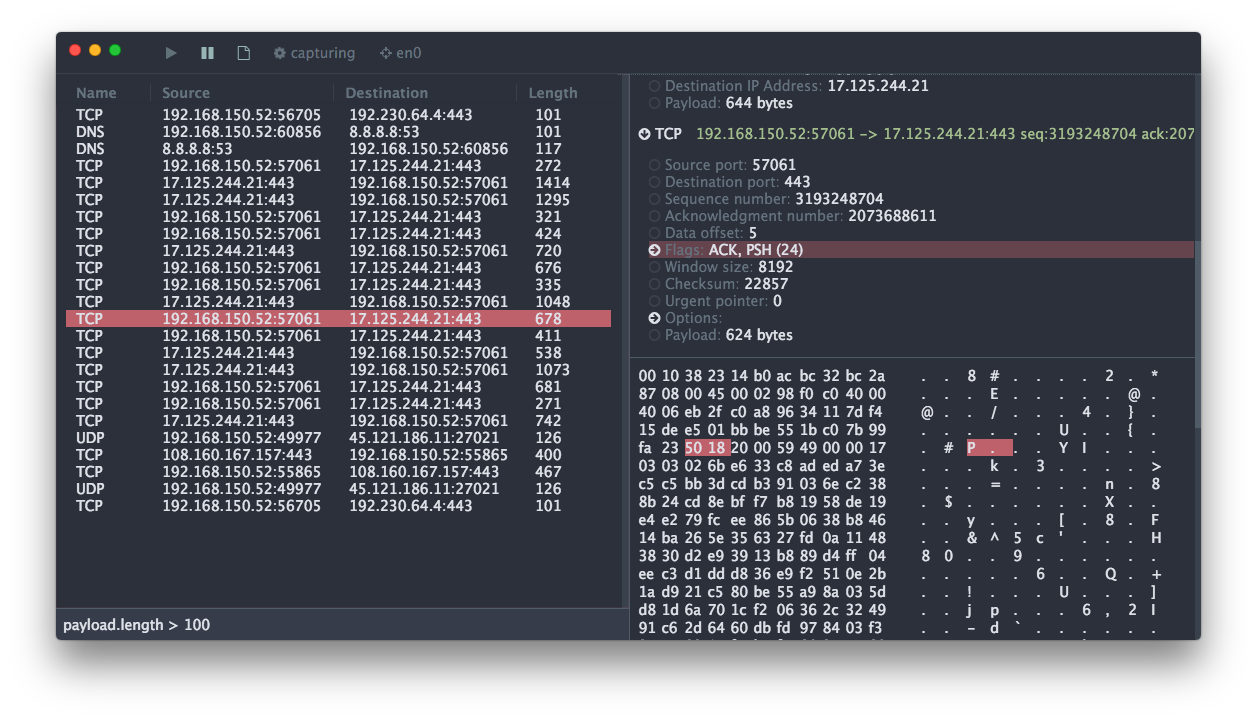 capturing en0
Name Source Destination Length
TCP 192.168.150.52:56705 192.230.64.4:443 101
DNS 192.168.150.52:60856 8.8.8.8:53 101
DNS 8.8.8.8:53 192.168.150.52:60856 117
TCP 192.168.150.52:57061 17.125.244.21:443 272
TCP 17.125.244.21:443 192.168.150.52:57061 1414
TCP 17.125.244.21:443 192.168.150.52:57061 1295
TCP 192.168.150.52:57061 17.125.244.21:443 321
TCP 192.168.150.52:57061 17.125.244.21:443 424
TCP 17.125.244.21:443 192.168.150.52:57061 720
TCP 192.168.150.52:57061 17.125.244.21:443 676
TCP 192.168.150.52:57061 17.125.244.21:443 335
TCP 17.125.244.21:443 192.168.150.52:57061 1048
TCP 192.168.150.52:57061 17.125.244.21:443 678
TCP 192.168.150.52:57061 17.125.244.21:443 411
TCP 17.125.244.21:443 192.168.150.52:57061 538
TCP 17.125.244.21:443 192.168.150.52:57061 1073
TCP 192.168.150.52:57061 17.125.244.21:443 681
TCP 192.168.150.52:57061 17.125.244.21:443 271
TCP 17.125.244.21:443 192.168.150.52:57061 742
UDP 192.168.150.52:49977 45.121.186.11:27021 126
TCP 108.160.167.157:443 192.168.150.52:55865 400
TCP 192.168.150.52:55865 108.160.167.157:443 467
UDP 192.168.150.52:49977 45.121.186.11:27021 126
TCP 192.168.150.52:56705 192.230.64.4:443 101
payload.length > 100
Destination IP Address: 17.125.244.21
Payload: 644 bytes
TCP 192.168.150.52:57061 -> 17.125.244.21:443 seq:3193248704 ack:207
Source port: 57061
Destination port: 443
Sequence number: 3193248704
Acknowledgment number: 2073688611
Data offset: 5
Flags: ACK, PSH (24)
Window size: 8192
Checksum: 22857
Urgent pointer: 0
Options:
Payload: 624 bytes
00 10 38 23 14 b0 ac bc 32 bc 2a . . 8 # . . . . 2 . *
87 08 00 45 00 02 98 f0 c0 40 00 . . . E . . . . . @ .
40 06 eb 2f c0 a8 96 34 11 7d f4 @ . . / . . . 4 . } .
15 de e5 01 bb be 55 1b c0 7b 99 . . . . . . U . . { .
fa 23 50 18 20 00 59 49 00 00 17 . # P . . . Y I . . .
03 03 02 6b e6 33 c8 ad ed a7 3e . . . k . 3 . . . . >
c5 c5 bb 3d cd b3 91 03 6e c2 38 . . . = . . . . n . 8
8b 24 cd 8e bf f7 b8 19 58 de 19 . $ . . . . . . X . .
e4 e2 79 fc ee 86 5b 06 38 b8 46 . . y . . . [ . 8 . F
14 ba 26 5e 35 63 27 fd 0a 11 48 . . & ^ 5 c ' . . . H
38 30 d2 e9 39 13 b8 89 d4 ff 04 8 0 . . 9 . . . . . .
ee c3 d1 dd d8 36 e9 f2 51 0e 2b . . . . . 6 . . Q . +
1a d9 21 c5 80 be 55 a9 8a 03 5d . . ! . . . U . . . ]
d8 1d 6a 70 1c f2 06 36 2c 32 49 . . j p . . . 6 , 2 I
91 c6 2d 64 60 db fd 97 84 03 f3 . . - d ` . . . . . .